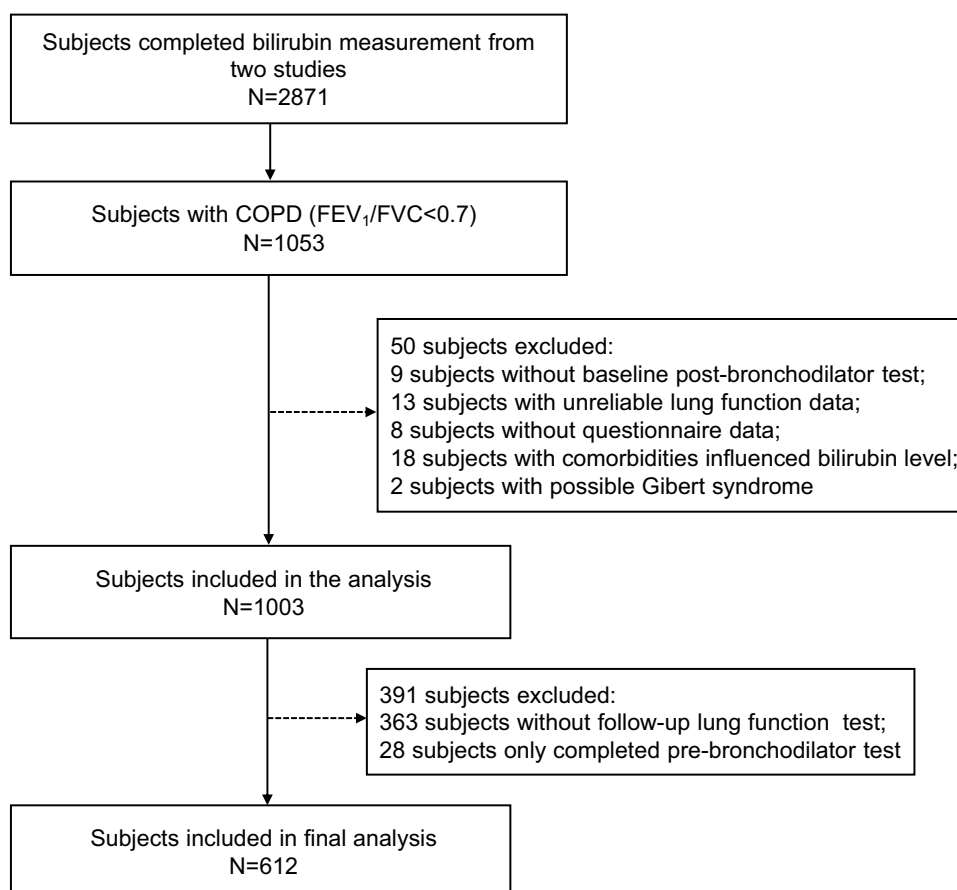 Subjects completed bilirubin measurement from
two studies
N=2871
Subjects with COPD (FEV₁/FVC<0.7)
N=1053
50 subjects excluded:
9 subjects without baseline post-bronchodilator test;
13 subjects with unreliable lung function data;
8 subjects without questionnaire data;
18 subjects with comorbidities influenced bilirubin level;
2 subjects with possible Gibert syndrome
Subjects included in the analysis
N=1003
391 subjects excluded:
363 subjects without follow-up lung function test;
28 subjects only completed pre-bronchodilator test
Subjects included in final analysis
N=612